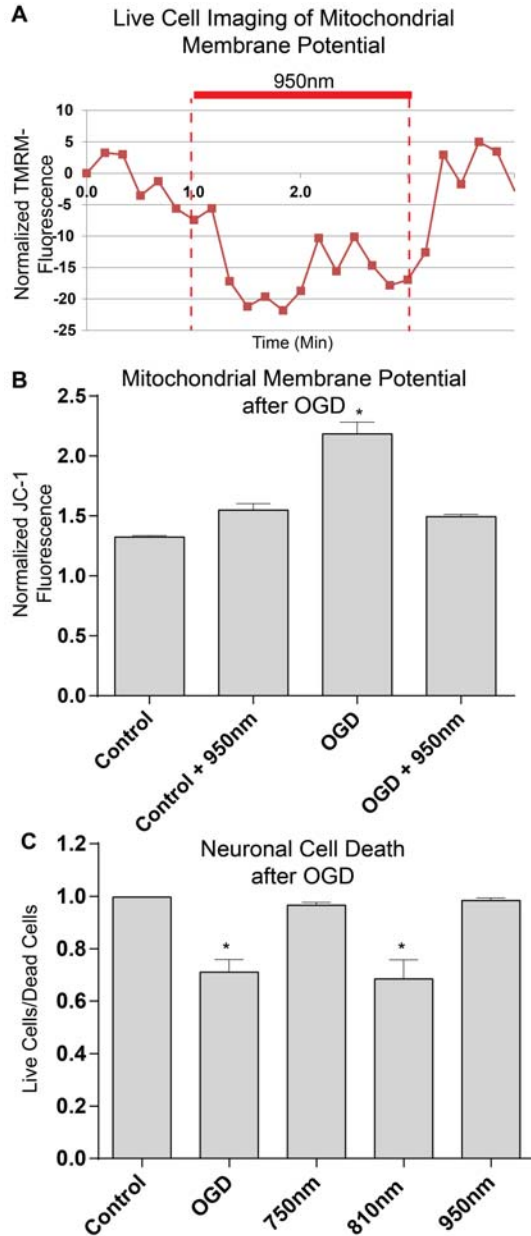 A
Live Cell Imaging of Mitochondrial
Membrane Potential
950nm
Normalized TMRM-
Fluorescence
10
5
0
-5
-10
-15
-20
-25
0.0
1.0
2.0
Time (Min)
B
Mitochondrial Membrane Potential
after OGD
*
Normalized JC-1
Fluorescence
2.5
2.0
1.5
1.0
0.5
0.0
Control
Control + 950nm
OGD
OGD + 950nm
C
Neuronal Cell Death
after OGD
Live Cells/Dead Cells
1.2
1.0
0.8
0.6
0.4
0.2
0.0
*
*
Control
OGD
750nm
810nm
950nm